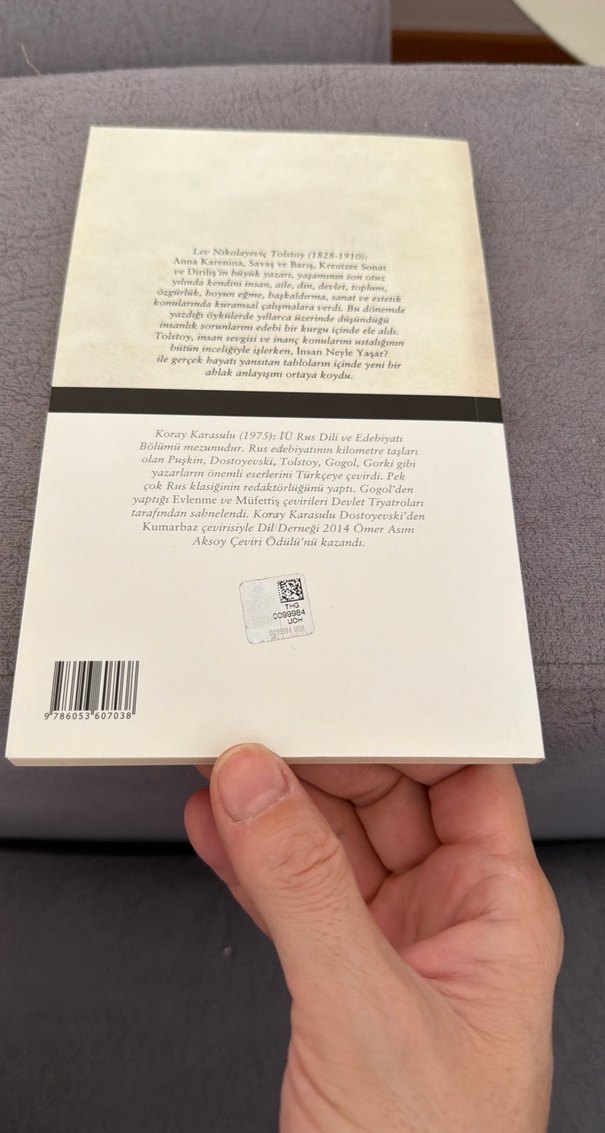 Lev Nikolayeviç Tolstoy (1828-1910):
Anna Karenina, Savaş ve Barış, Kreutzer Sonat
ve Diriliş'in büyük yazarı, yaşamının son otuz
yılında kendini insan, aile, din, devlet, toplum,
özgürlük, boyun eğme, başkaldırma, sanat ve estetik
konularında kuramsal çalışmalara verdi. Bu dönemde
yazdığı öykülerde yıllarca üzerinde düşündüğü
insanlık sorunlarını edebi bir kurgu içinde ele aldı.
Tolstoy, insan sevgisi ve inanç konularını ustalığının
bütün inceliğiyle işlerken, İnsan Neyle Yaşar?
ile gerçek hayatı yansıtan tabloların içinde yeni bir
ahlak anlayışını ortaya koydu.
Koray Karasulu (1975): İÜ Rus Dili ve Edebiyatı
Bölümü mezunudur. Rus edebiyatının kilometre taşları
olan Puşkin, Dostoyevski, Tolstoy, Gogol, Gorki gibi
yazarların önemli eserlerini Türkçeye çevirdi. Pek
çok Rus klasiğinin redaktörlüğünü yaptı. Gogol'den
yaptığı Evlenme ve Müfettiş çevirileri Devlet Tiyatroları
tarafından sahnelendi. Koray Karasulu Dostoyevski'den
Kumarbaz çevirisiyle Dil Derneği 2014 Ömer Asım
Aksoy Çeviri Ödülü'nü kazandı.
THG
0099984
UOH
0099984 UOH
9 786053 607038